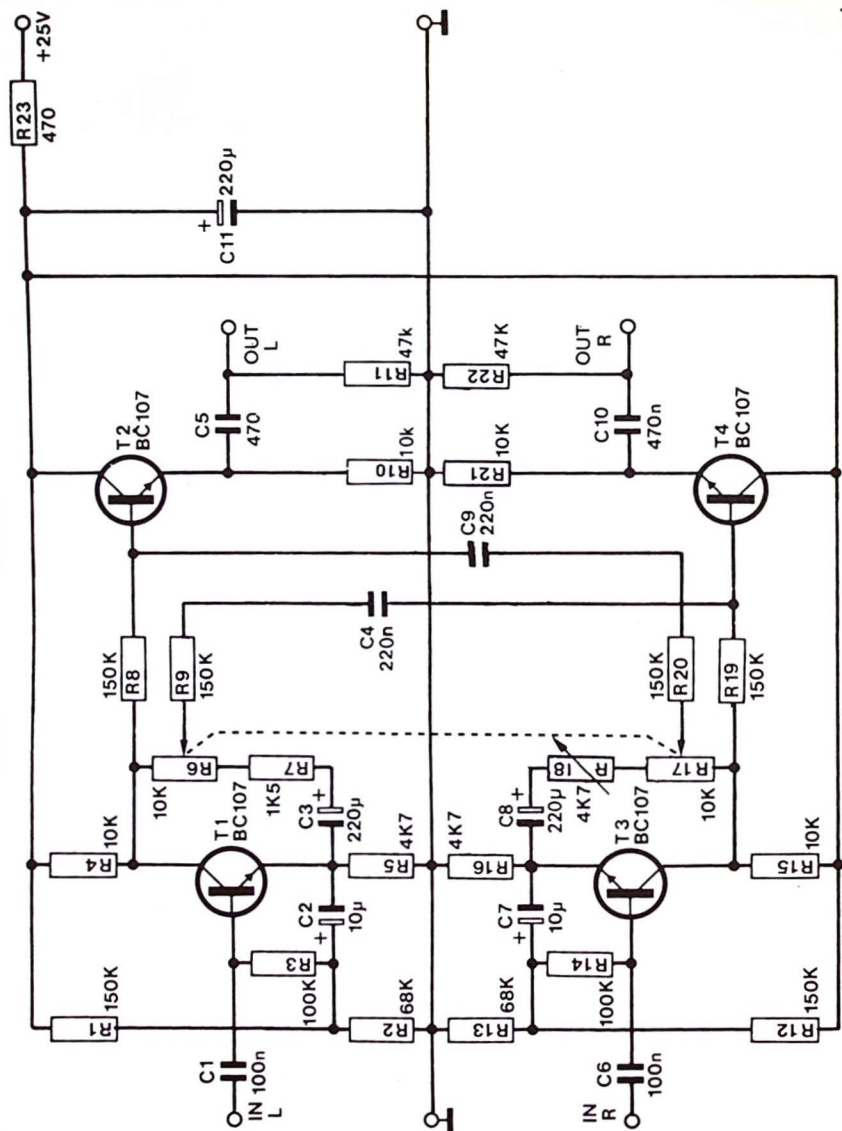 +25V
R23
470
220µ
+
C11
OUT
L
47k
R11
R22
47K
OUT
R
T2
BC107
C5
470
10k
R10
R21
10K
C10
470n
T4
BC107
C9
220n
C4
220n
150K
R8
R9
150K
150K
R20
R19
150K
R6
10K
R7
1K5
T1
BC107
C3
+
220µ
R4
10K
4K7
R5
C2
+
10µ
R3
100K
R1
150K
68K
R2
C1
100n
IN
L
C8
+
220µ
R
18
4K7
R17
10K
T3
BC107
4K7
R16
C7
+
10µ
R14
100K
R15
10K
68K
R13
R12
150K
C6
100n
IN
R